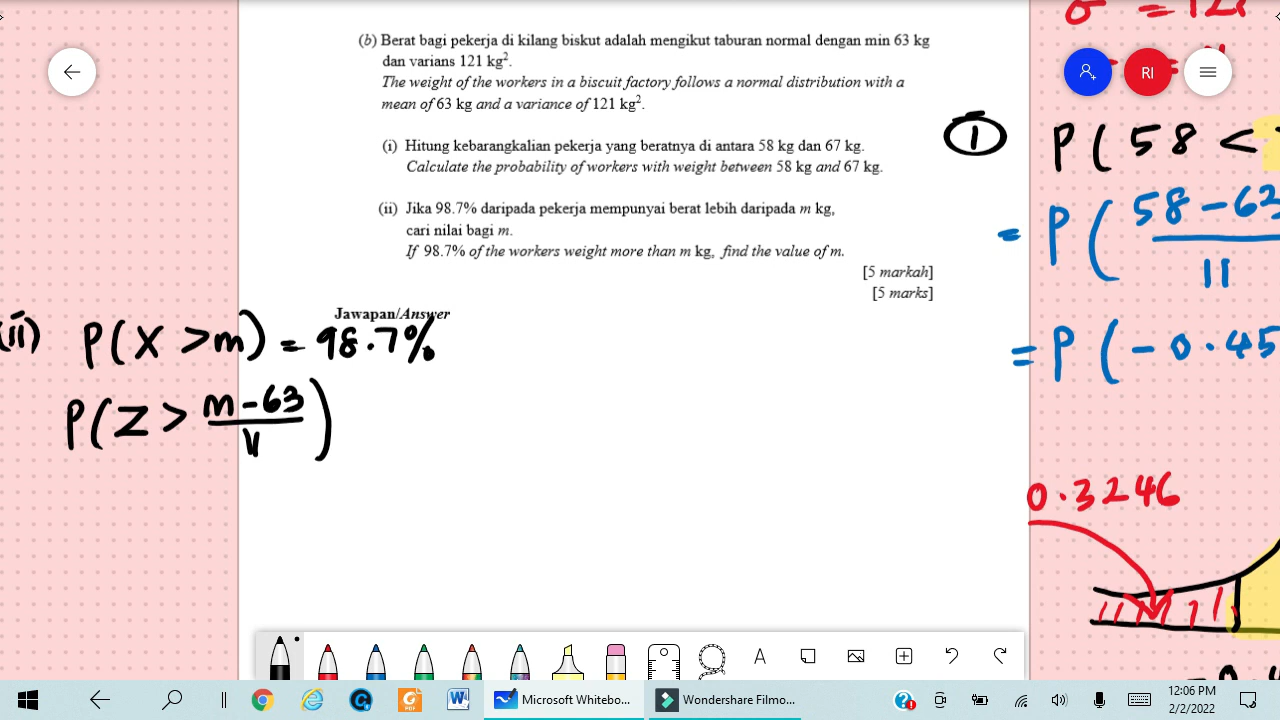 (b) Berat bagi pekerja di kilang biskut adalah mengikut taburan normal dengan min 63 kg
dan varians 121 kg².
The weight of the workers in a biscuit factory follows a normal distribution with a
mean of 63 kg and a variance of 121 kg².
(i) Hitung kebarangkalian pekerja yang beratnya di antara 58 kg dan 67 kg.
Calculate the probability of workers with weight between 58 kg and 67 kg.
(ii) Jika 98.7% daripada pekerja mempunyai berat lebih daripada m kg,
cari nilai bagi m.
If 98.7% of the workers weight more than m kg, find the value of m.
[5 markah]
[5 marks]
Jawapan/Answer
(ii) P(X >m) = 98.7%
P(Z > m-63/11)
σ = 121
RI
1
P( 58 <
= P( 58-63/11
= P(-0.45
0.3246
A
Microsoft Whitebo...
Wondershare Filmo...
12:06 PM
2/2/2022